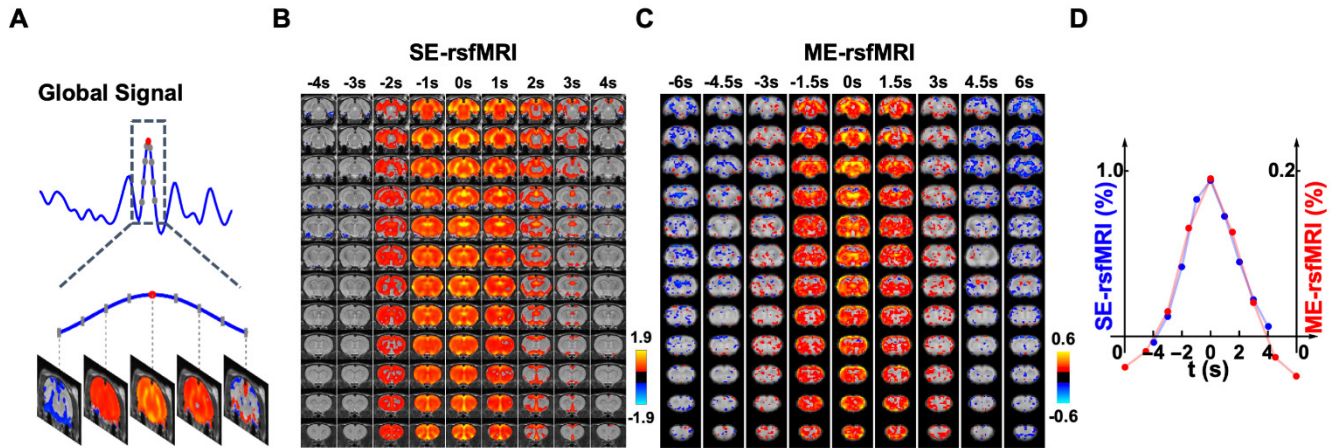 A
B
C
D
SE-rsfMRI
ME-rsfMRI
Global Signal
-4s -3s -2s -1s 0s 1s 2s 3s 4s
-6s -4.5s -3s -1.5s 0s 1.5s 3s 4.5s 6s
1.9
-1.9
0.6
-0.6
1.0
0.2
SE-rsfMRI (%)
ME-rsfMRI (%)
0 -4 -2 0 2 4 0
t (s)